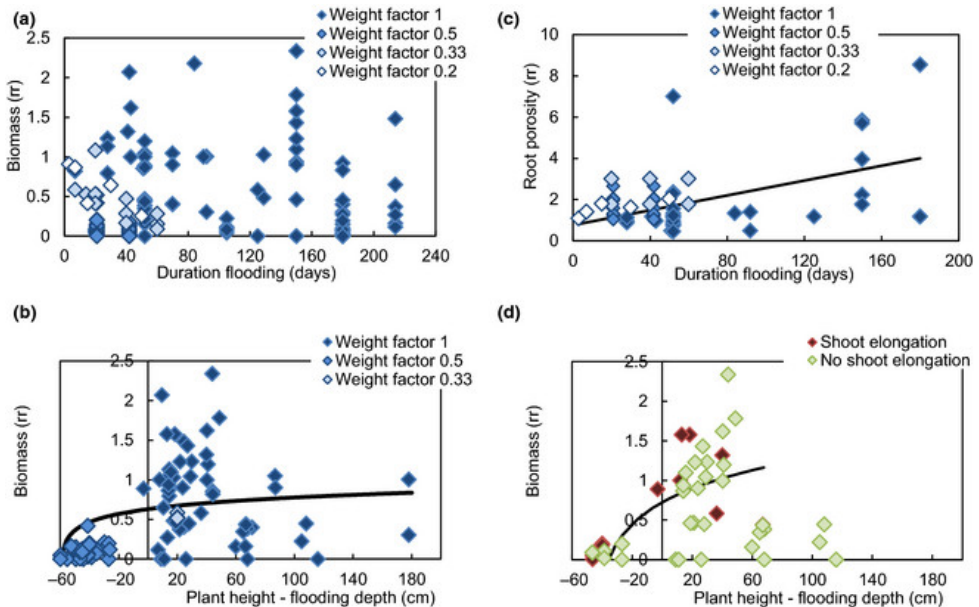 (a)
Weight factor 1
Weight factor 0.5
Weight factor 0.33
Weight factor 0.2
2.5
2
1.5
1
0.5
0
Biomass (rr)
0 40 80 120 160 200 240
Duration flooding (days)
(c)
Weight factor 1
Weight factor 0.5
Weight factor 0.33
Weight factor 0.2
10
8
6
4
2
0
Root porosity (rr)
0 40 80 120 160 200
Duration flooding (days)
(b)
Weight factor 1
Weight factor 0.5
Weight factor 0.33
2.5
2
1.5
1
0.5
0
Biomass (rr)
–60 –20 20 60 100 140 180
Plant height - flooding depth (cm)
(d)
Shoot elongation
No shoot elongation
2.5
2
1.5
1
0.5
0
Biomass (rr)
–60 –20 20 60 100 140 180
Plant height - flooding depth (cm)